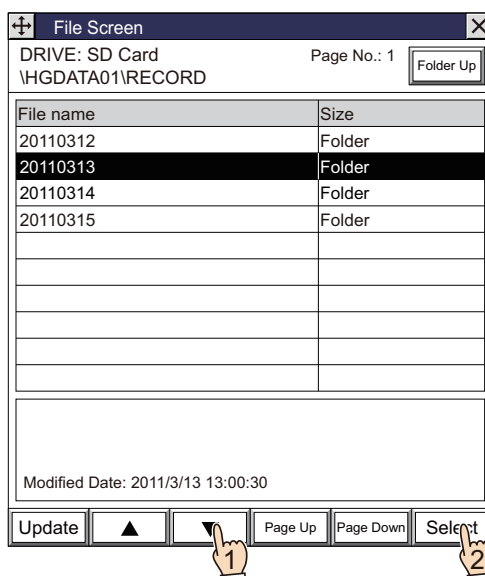 File Screen
DRIVE: SD Card
Page No.: 1
\HGDATA01\RECORD
Folder Up
File name Size
20110312 Folder
20110313 Folder
20110314 Folder
20110315 Folder
Modified Date: 2011/3/13 13:00:30
Update ▲ ▼ Page Up Page Down Select
1 2